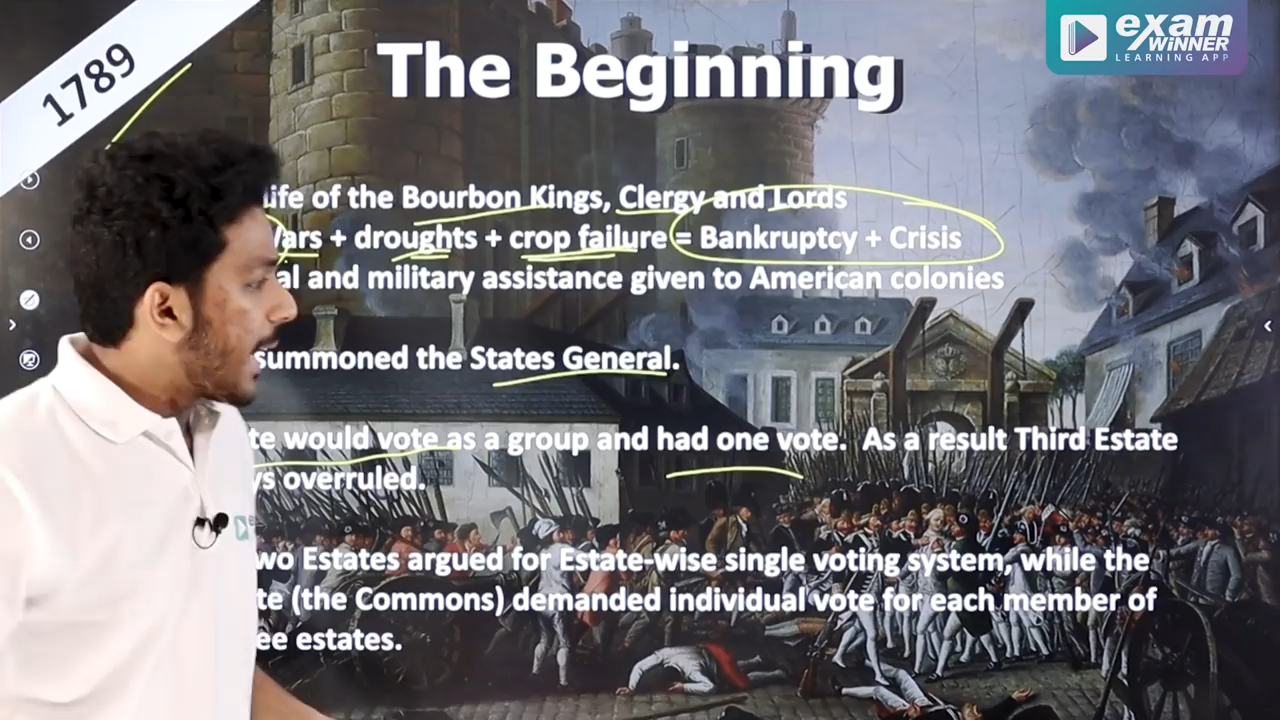 1789
The Beginning
exam
WINNER
LEARNING APP
life of the Bourbon Kings, Clergy and Lords
Wars + droughts + crop failure = Bankruptcy + Crisis
al and military assistance given to American colonies
summoned the States General.
te would vote as a group and had one vote. As a result Third Estate
ys overruled.
wo Estates argued for Estate-wise single voting system, while the
te (the Commons) demanded individual vote for each member of
ee estates.